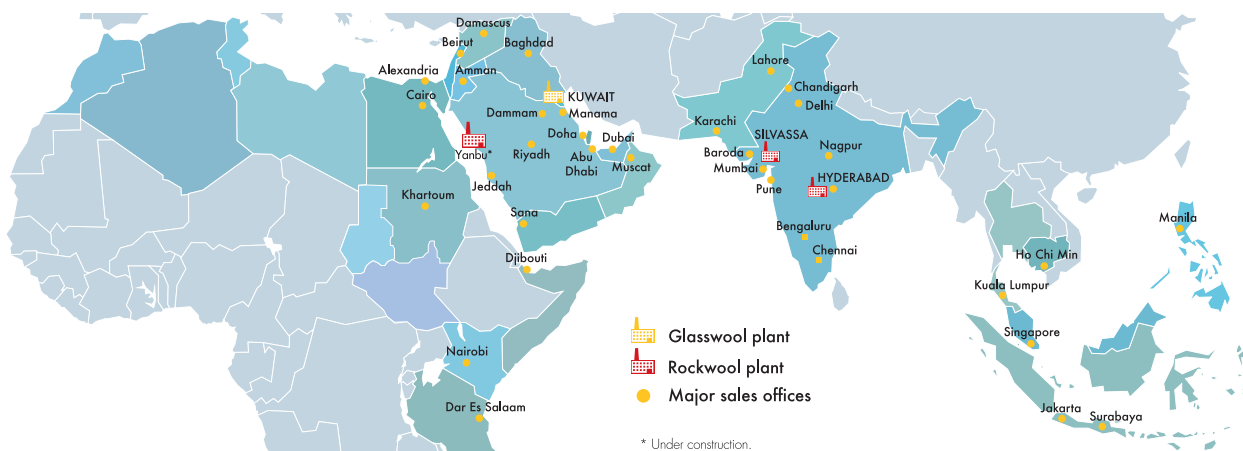 Damascus
Beirut
Baghdad
Alexandria
Amman
Cairo
KUWAIT
Dammam
Manama
Doha
Dubai
Yanbu*
Riyadh
Abu
Dhabi
Muscat
Jeddah
Khartoum
Sana
Djibouti
Nairobi
Dar Es Salaam
Lahore
Chandigarh
Delhi
Karachi
SILVASSA
Baroda
Nagpur
Mumbai
Pune
HYDERABAD
Bengaluru
Chennai
Manila
Ho Chi Min
Kuala Lumpur
Singapore
Jakarta
Surabaya
Glasswool plant
Rockwool plant
Major sales offices
* Under construction.